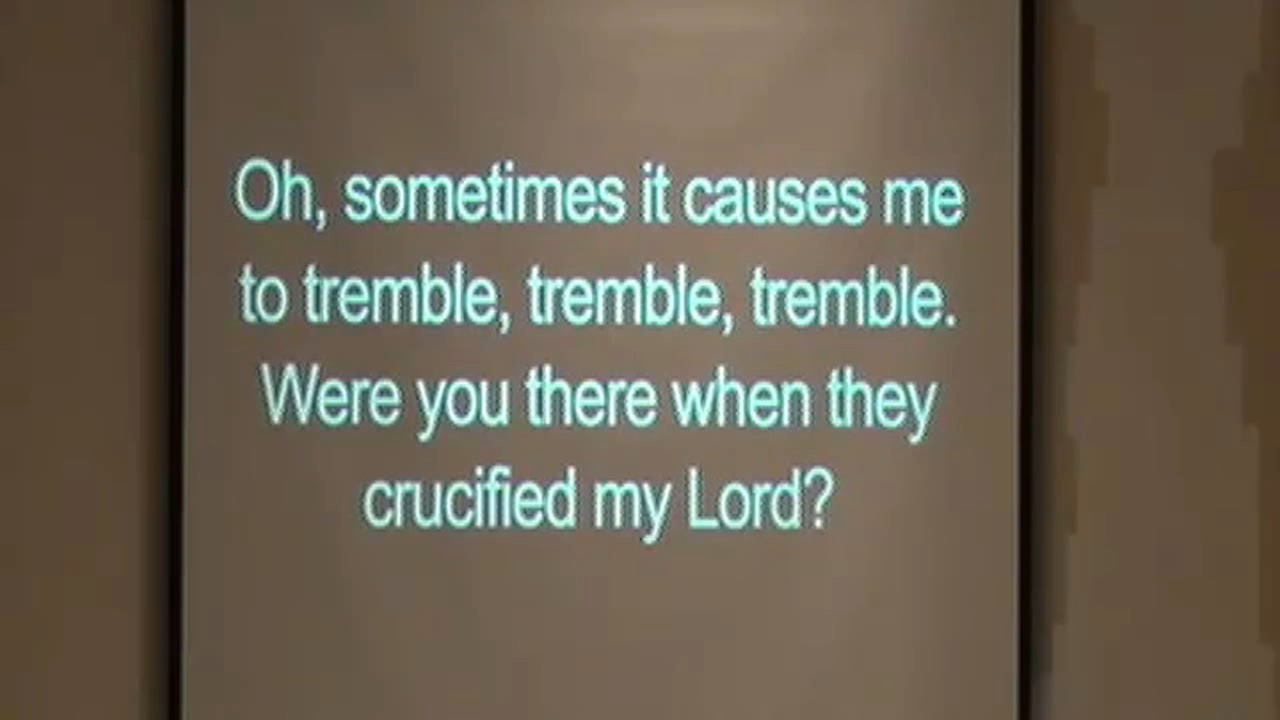 Oh, sometimes it causes me
to tremble, tremble, tremble.
Were you there when they
crucified my Lord?